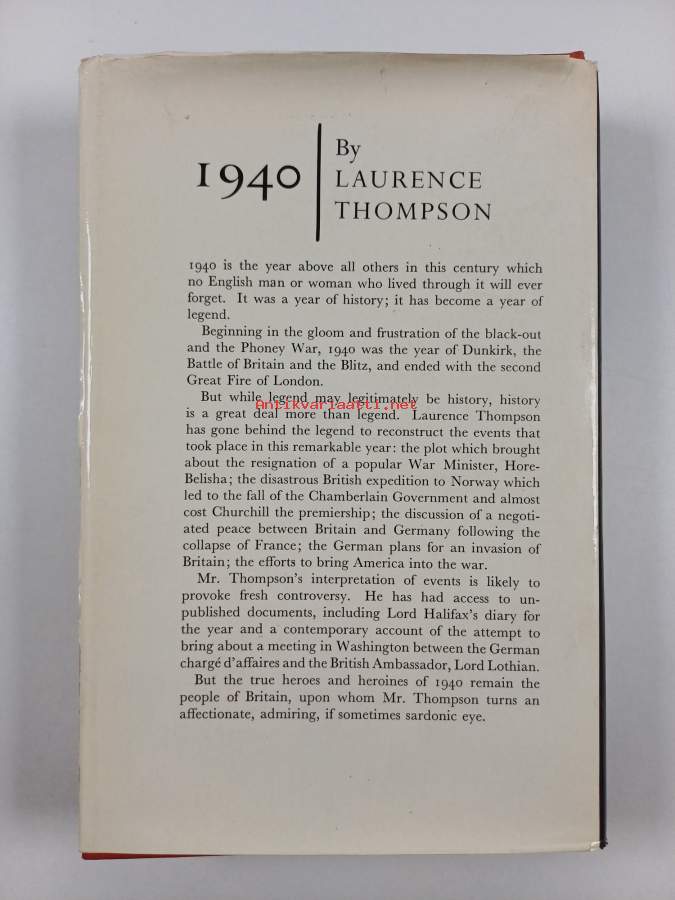 1940
By
LAURENCE
THOMPSON
1940 is the year above all others in this century which
no English man or woman who lived through it will ever
forget. It was a year of history; it has become a year of
legend.
Beginning in the gloom and frustration of the black-out
and the Phoney War, 1940 was the year of Dunkirk, the
Battle of Britain and the Blitz, and ended with the second
Great Fire of London.
But while legend may legitimately be history, history
Antikvariaatti.net
is a great deal more than legend. Laurence Thompson
has gone behind the legend to reconstruct the events that
took place in this remarkable year: the plot which brought
about the resignation of a popular War Minister, Hore-
Belisha; the disastrous British expedition to Norway which
led to the fall of the Chamberlain Government and almost
cost Churchill the premiership; the discussion of a negoti-
ated peace between Britain and Germany following the
collapse of France; the German plans for an invasion of
Britain; the efforts to bring America into the war.
Mr. Thompson's interpretation of events is likely to
provoke fresh controversy. He has had access to un-
published documents, including Lord Halifax's diary for
the year and a contemporary account of the attempt to
bring about a meeting in Washington between the German
chargé d'affaires and the British Ambassador, Lord Lothian.
But the true heroes and heroines of 1940 remain the
people of Britain, upon whom Mr. Thompson turns an
affectionate, admiring, if sometimes sardonic eye.